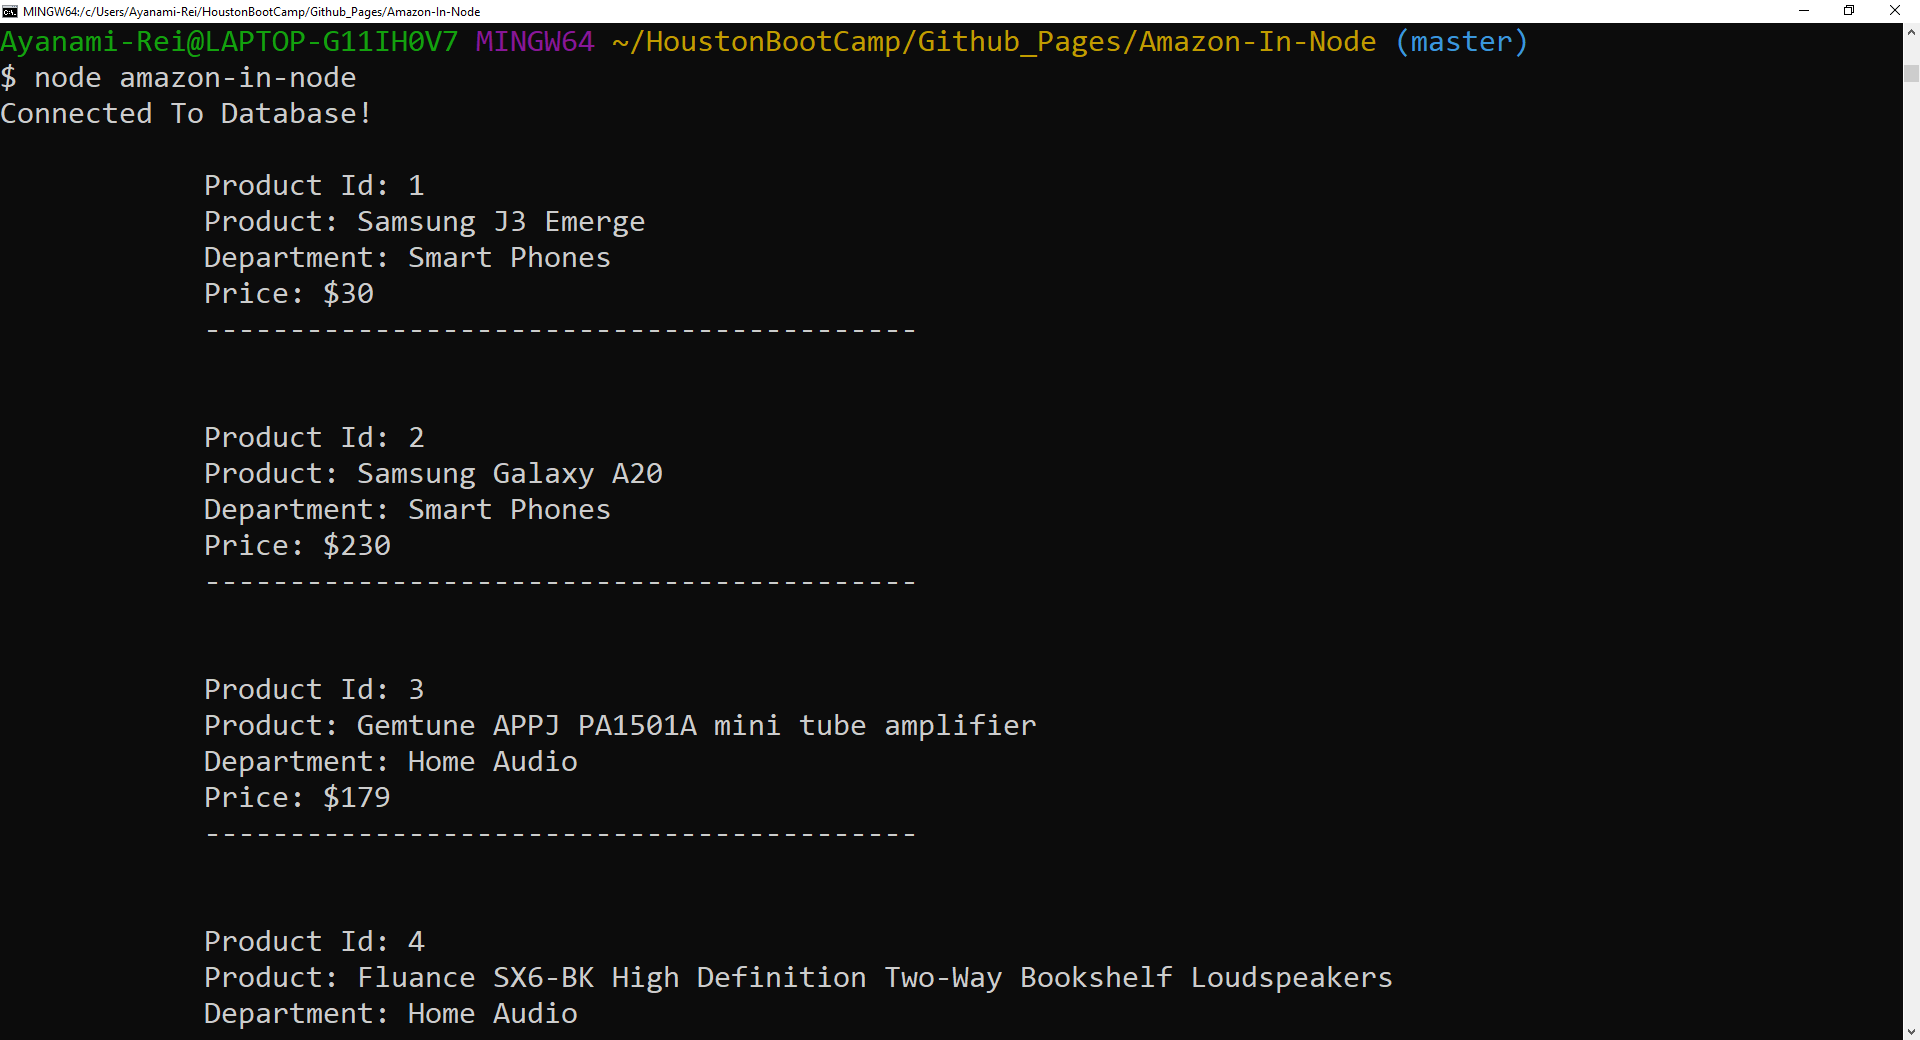 MINGW64:/c/Users/Ayanami-Rei/HoustonBootCamp/Github_Pages/Amazon-In-Node
Ayanami-Rei@LAPTOP-G11IH0V7 MINGW64 ~/HoustonBootCamp/Github_Pages/Amazon-In-Node (master)
$ node amazon-in-node
Connected To Database!
Product Id: 1
Product: Samsung J3 Emerge
Department: Smart Phones
Price: $30
------------------------------------------
Product Id: 2
Product: Samsung Galaxy A20
Department: Smart Phones
Price: $230
------------------------------------------
Product Id: 3
Product: Gemtune APPJ PA1501A mini tube amplifier
Department: Home Audio
Price: $179
------------------------------------------
Product Id: 4
Product: Fluance SX6-BK High Definition Two-Way Bookshelf Loudspeakers
Department: Home Audio